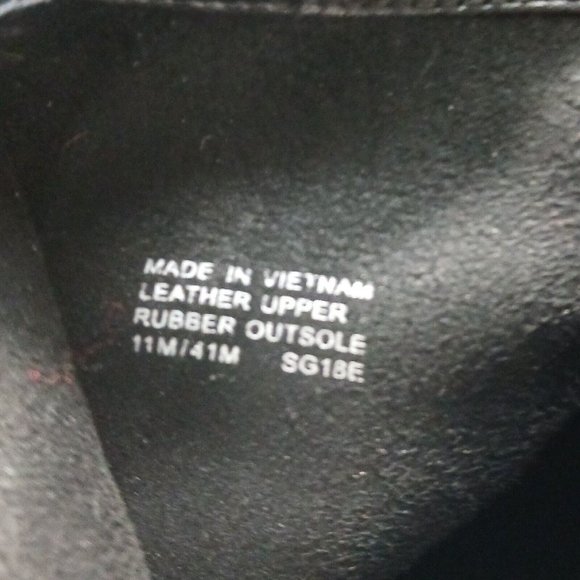 MADE IN VIETNAM
LEATHER UPPER
RUBBER OUTSOLE
11M/41M SG18E